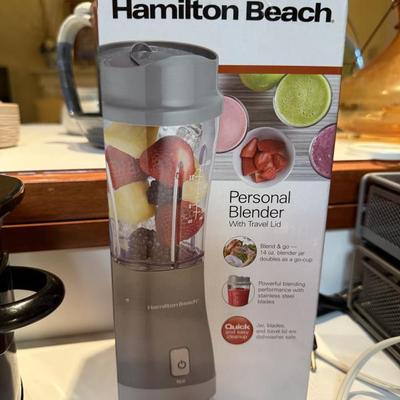 Hamilton Beach®
Personal
Blender
With Travel Lid
Blend & go —
14 oz. blender jar
doubles as a go-cup
Powerful blending
performance with
stainless steel
blades
Quick
and easy
cleanup
Jar, blades,
and travel lid are
dishwasher safe
Hamilton Beach®